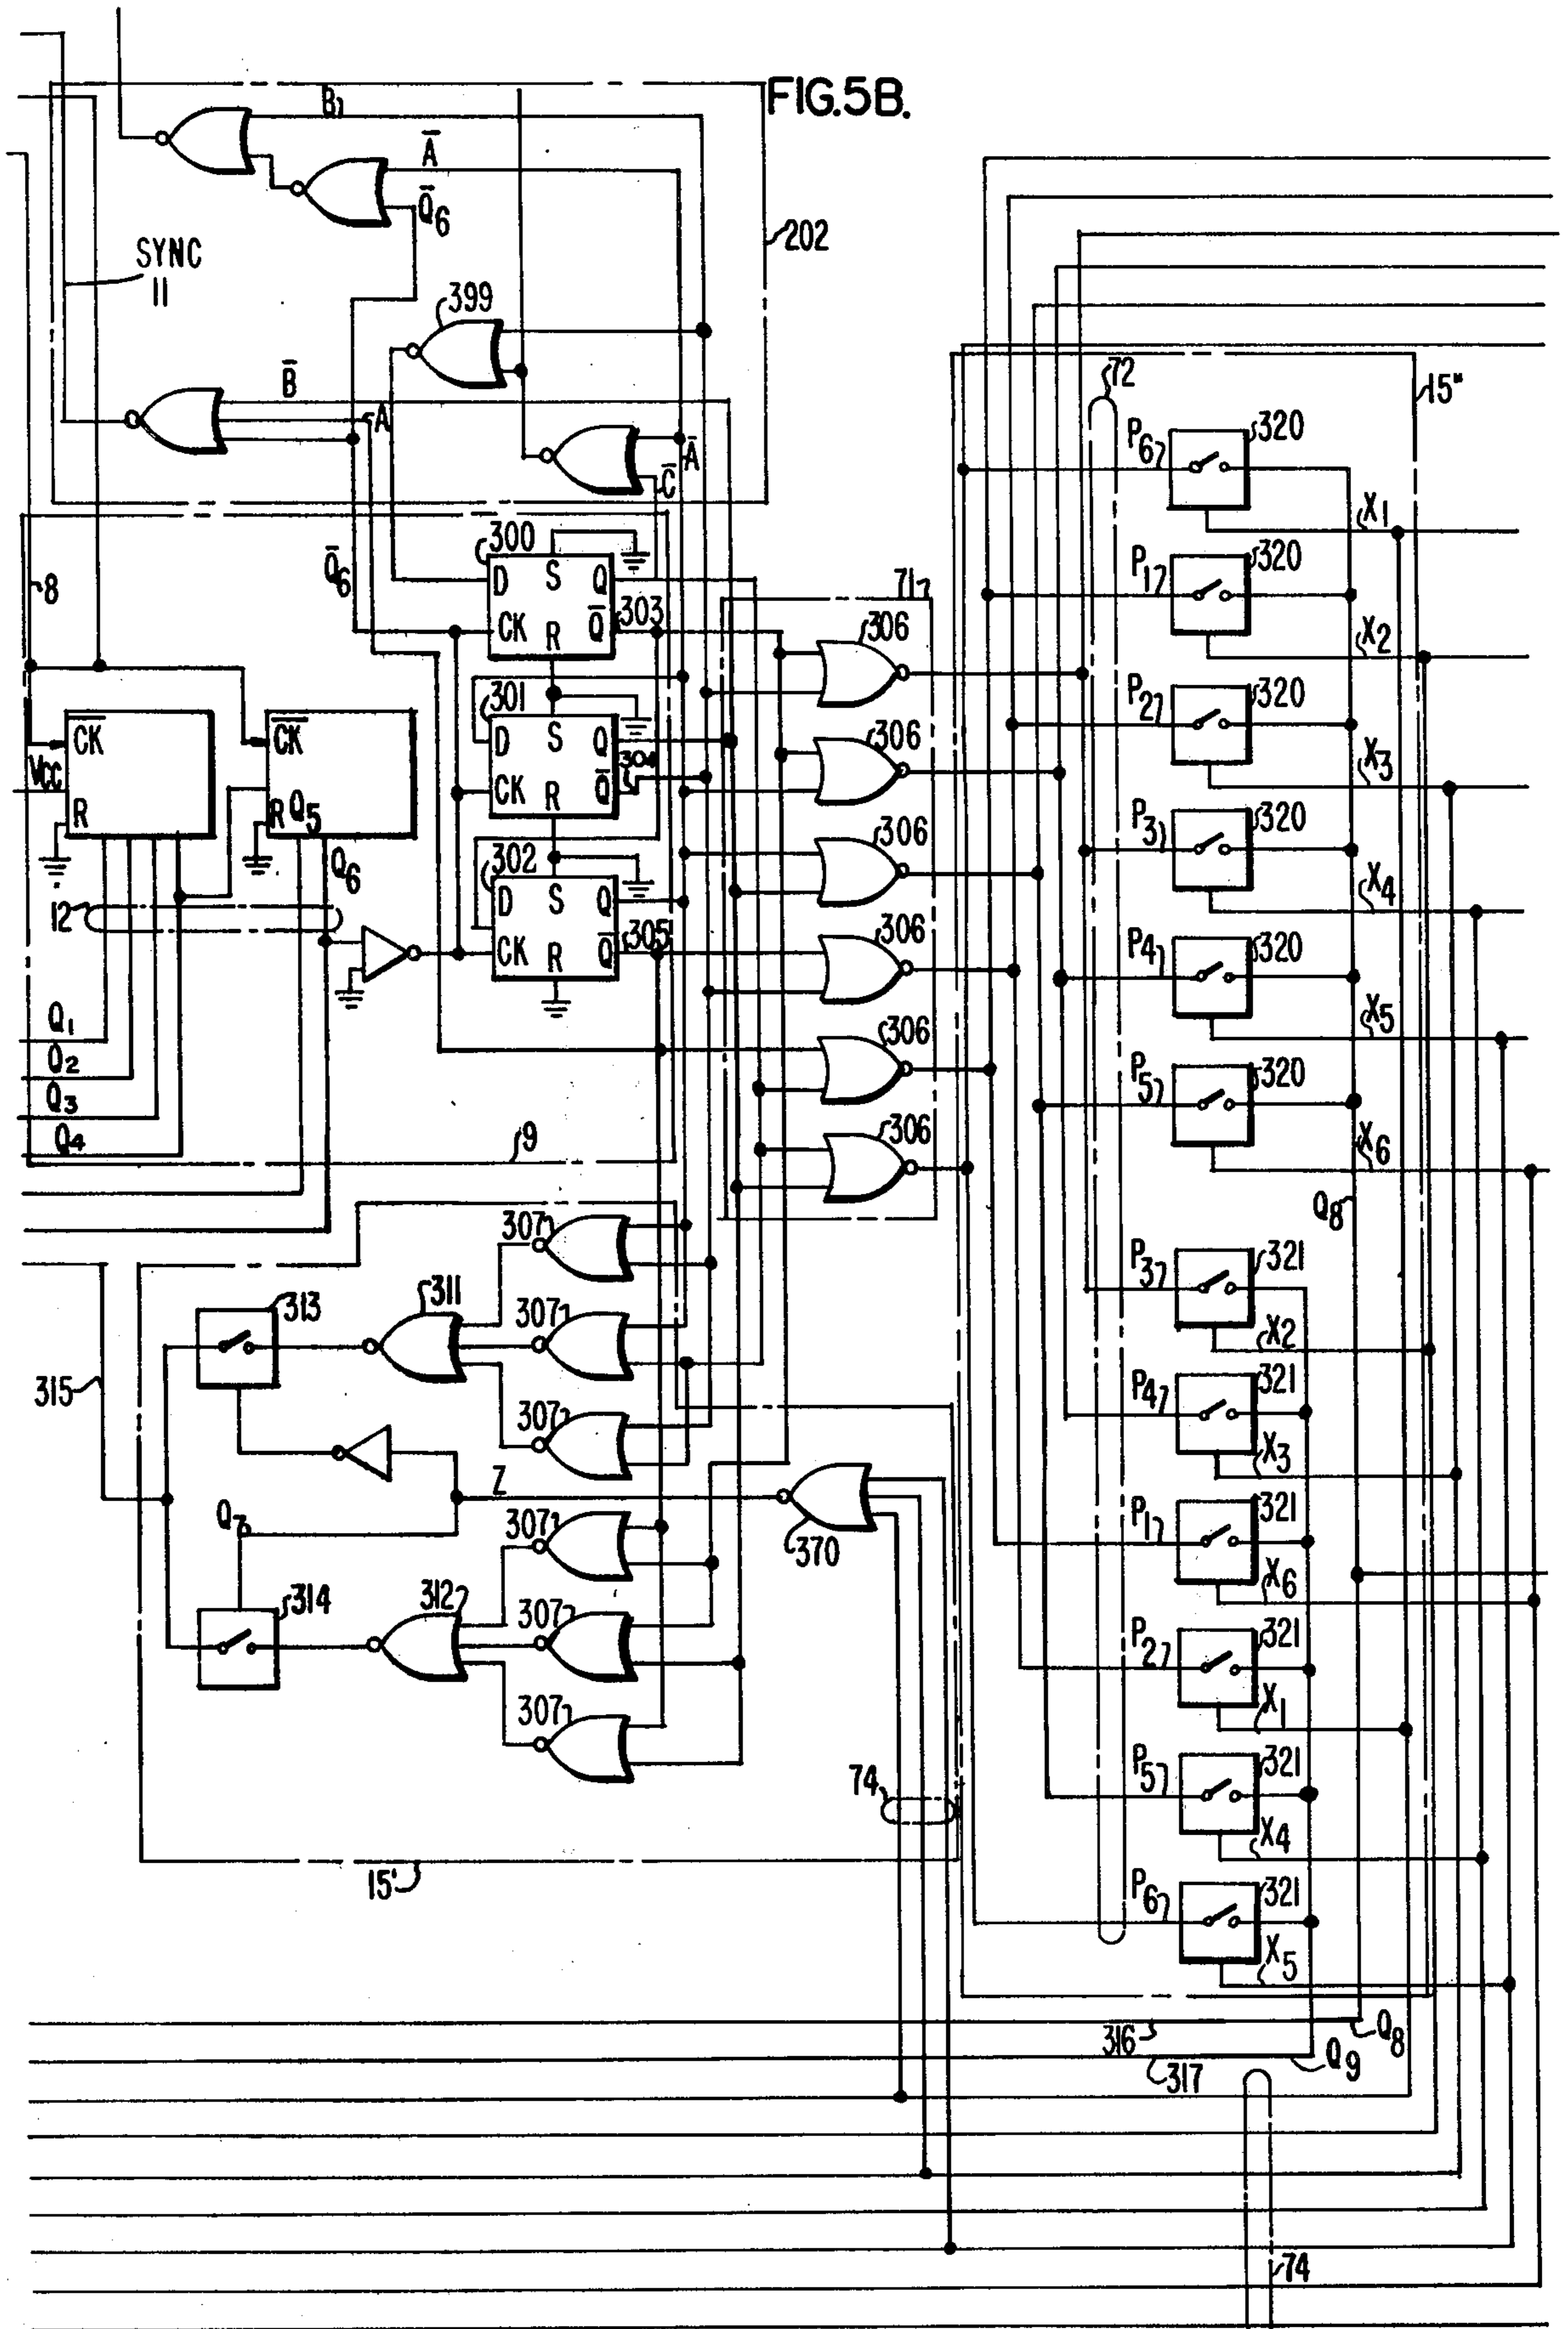 FIG.5B.
B
A̅
Q̅6
202
SYNC
11
399
B̅
A
A̅
C̅
72
15"
P6
320
X1
300
D S Q
CK R Q̅
303
Q̅6
8
71
306
P1
320
X2
301
D S Q
CK R Q̅
304
306
P2
320
X3
C̅K̅
VCC
R
C̅K̅
R Q5
Q6
306
P3
320
X4
302
D S Q
CK R Q̅
305
12
306
P4
320
X5
Q1
Q2
Q3
Q4
306
P5
320
X6
9
306
Q8
307
P3
321
X2
313
311
307
315
P4
321
X3
307
Z
Q7
370
P1
321
X6
307
314
312
307
P2
321
X1
307
74
P5
321
X4
15'
P6
321
X5
316
Q8
317
Q9
74